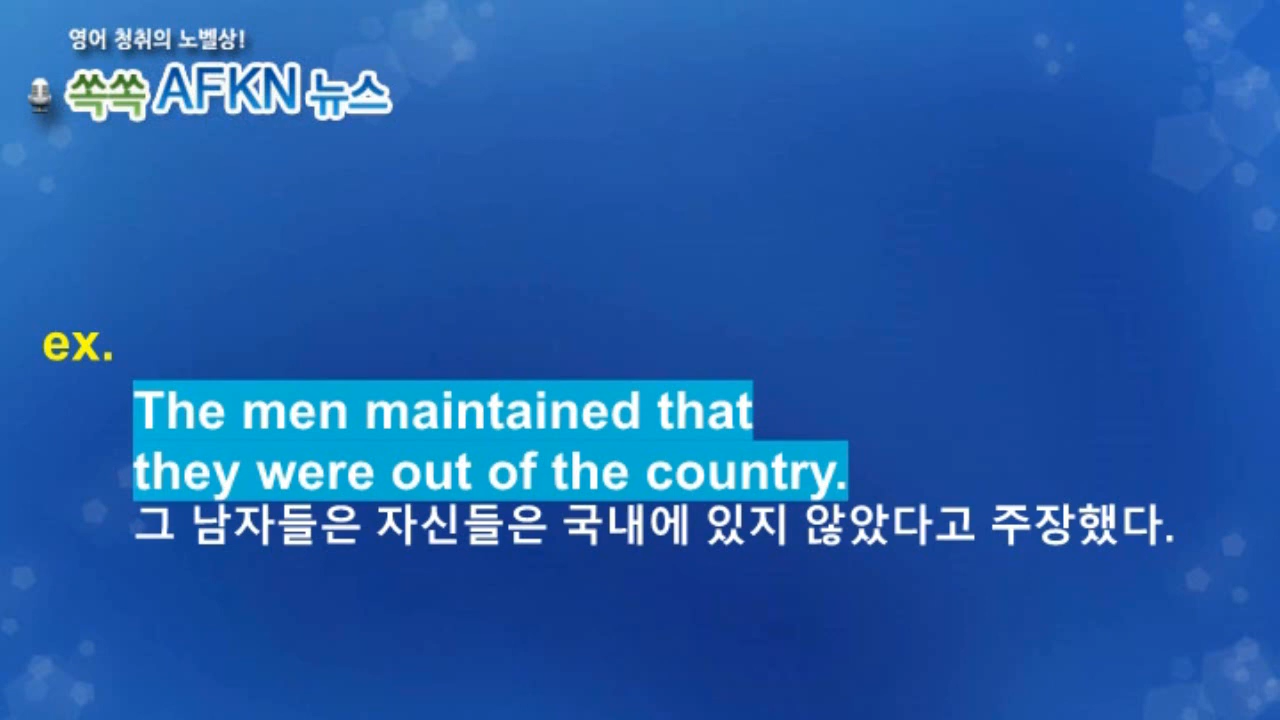 영어 청취의 노벨상!
쏙쏙 AFKN 뉴스
ex.
The men maintained that
they were out of the country.
그 남자들은 자신들은 국내에 있지 않았다고 주장했다.